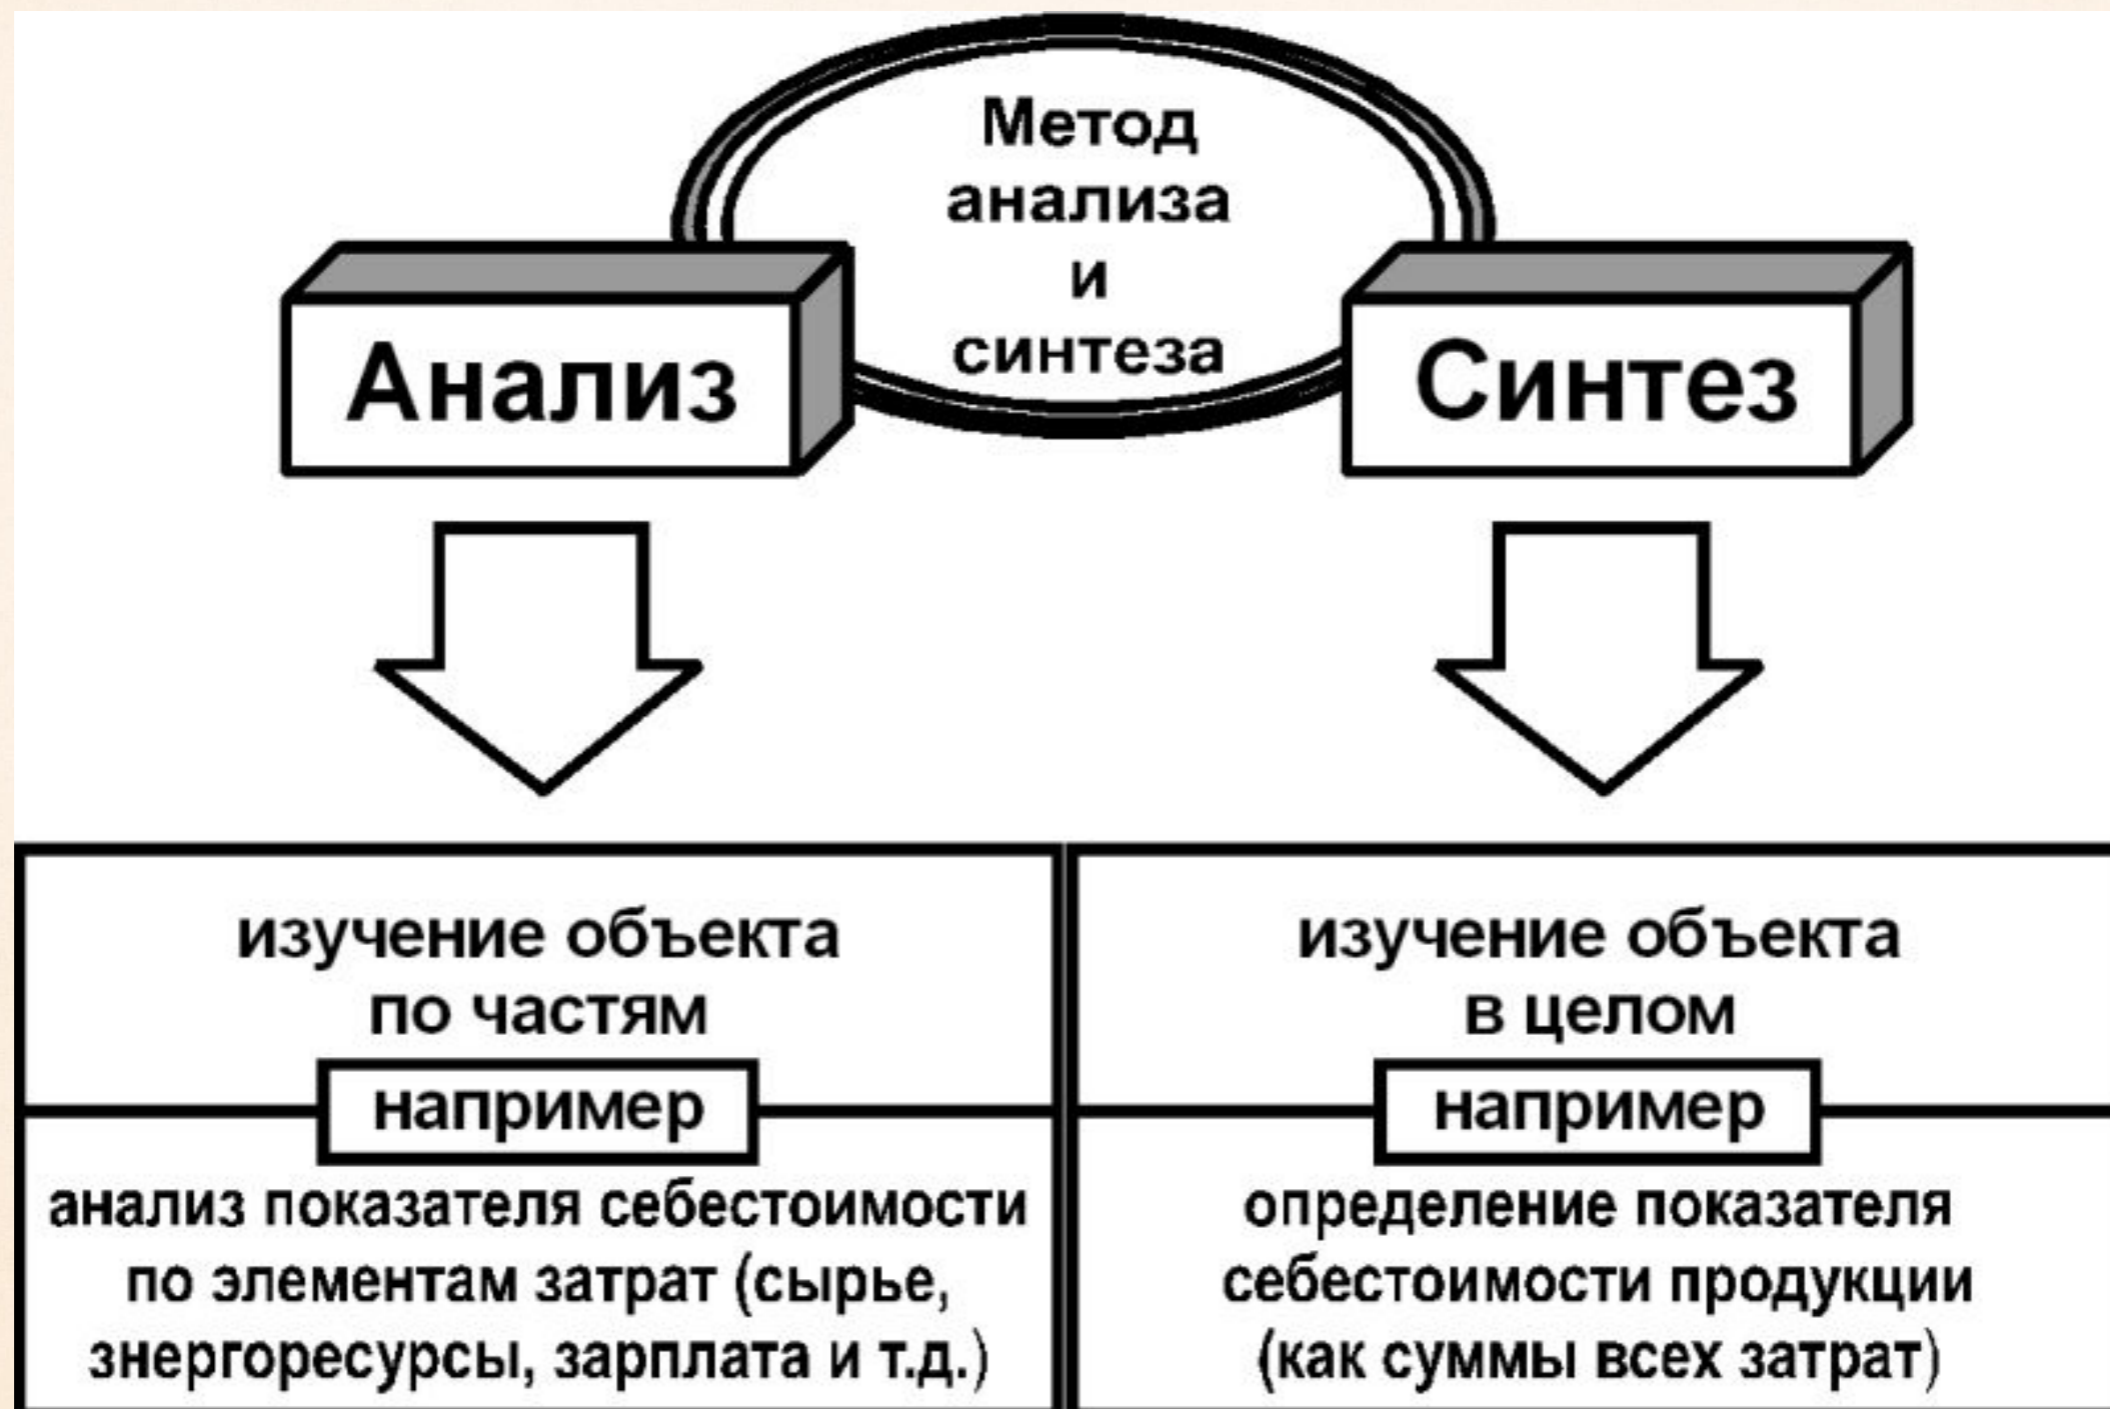 Метод
анализа
и
синтеза
Анализ
Синтез
изучение объекта
по частям
например
анализ показателя себестоимости
по элементам затрат (сырье,
знергоресурсы, зарплата и т.д.)
изучение объекта
в целом
например
определение показателя
себестоимости продукции
(как суммы всех затрат)